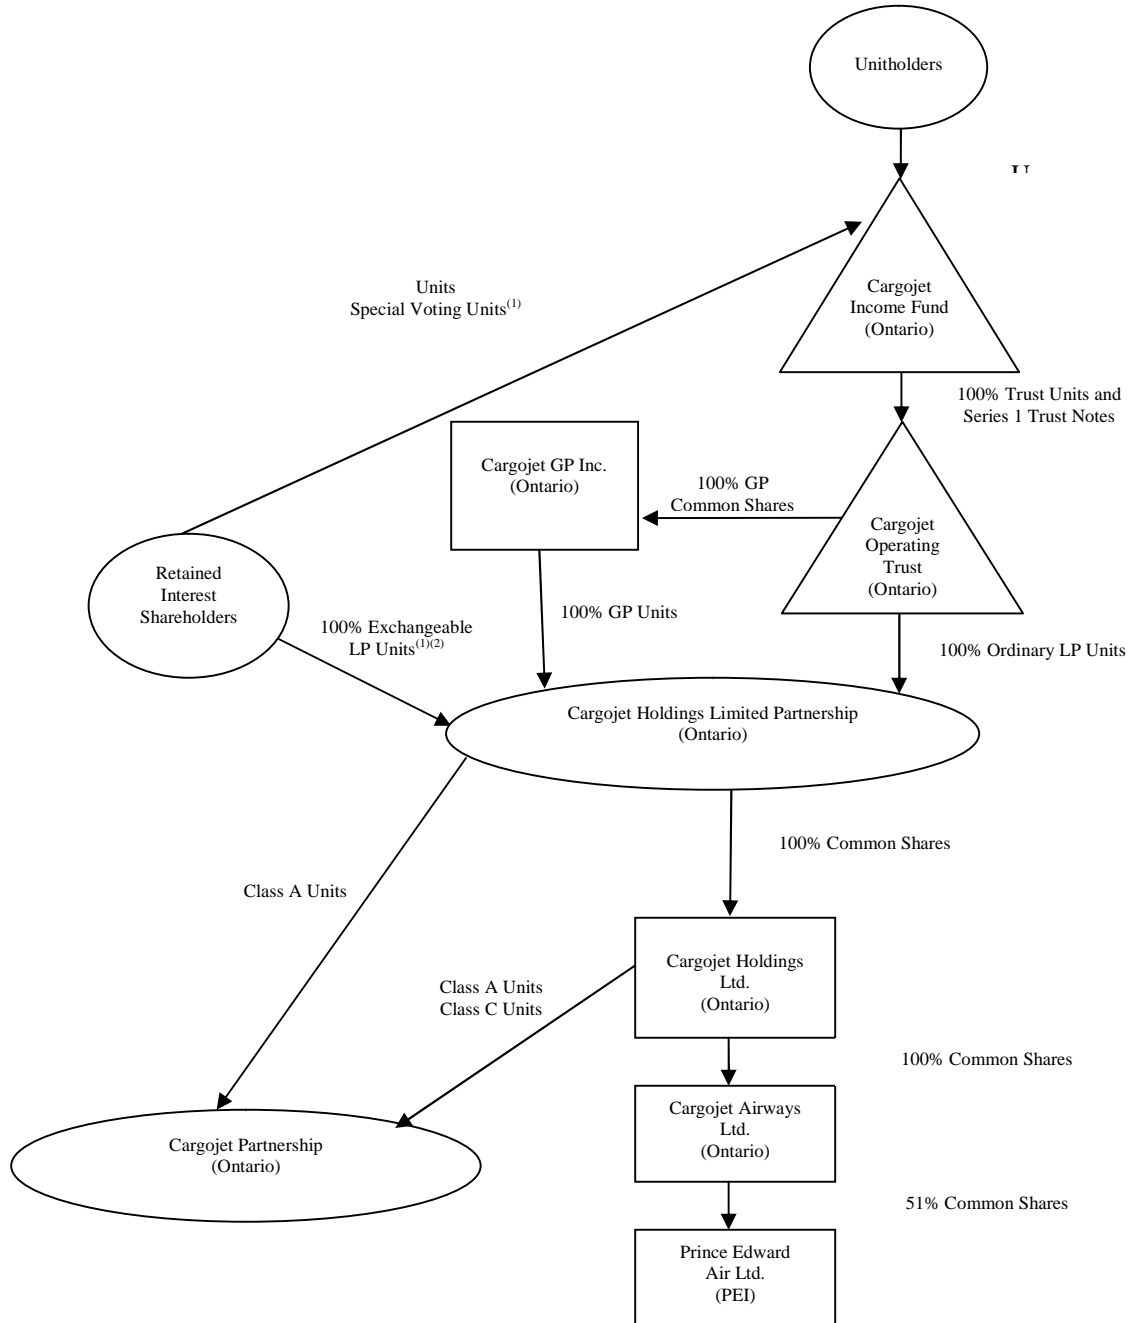 Unitholders
Units
Special Voting Units(1)
Cargojet
Income Fund
(Ontario)
100% Trust Units and
Series 1 Trust Notes
Cargojet GP Inc.
(Ontario)
100% GP
Common Shares
Cargojet
Operating
Trust
(Ontario)
Retained
Interest
Shareholders
100% Exchangeable
LP Units(1)(2)
100% GP Units
100% Ordinary LP Units
Cargojet Holdings Limited Partnership
(Ontario)
100% Common Shares
Class A Units
Cargojet Holdings
Ltd.
(Ontario)
Class A Units
Class C Units
100% Common Shares
Cargojet Airways
Ltd.
(Ontario)
Cargojet Partnership
(Ontario)
51% Common Shares
Prince Edward
Air Ltd.
(PEI)